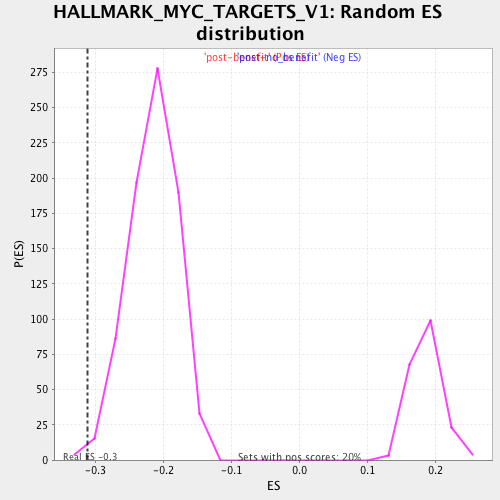 HALLMARK_MYC_TARGETS_V1: Random ES
distribution
'post-no_benefit' (Neg ES)
275
250
225
200
175
150
125
100
75
50
25
0
P(ES)
Real ES -0.3
Sets with pos scores: 20%
-0.3 -0.2 -0.1 0.0 0.1 0.2
ES